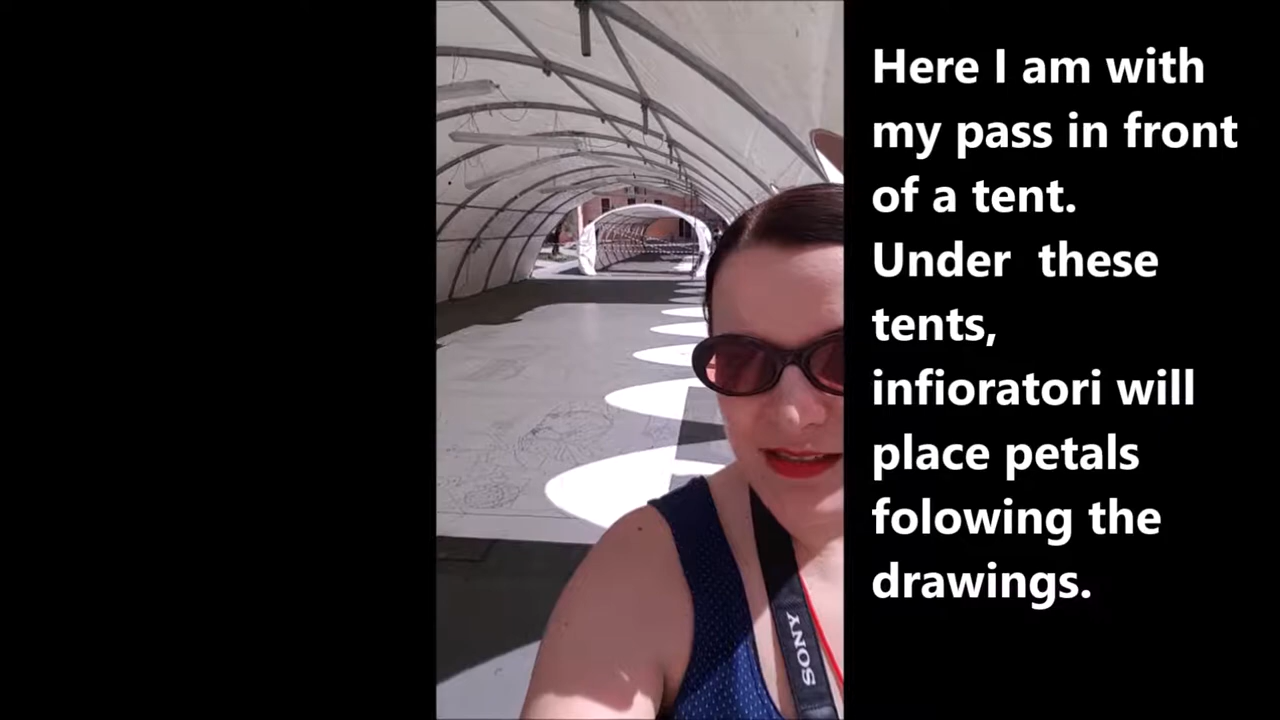 Here I am with
my pass in front
of a tent.
Under  these
tents,
infioratori will
place petals
folowing the
drawings.
SONY